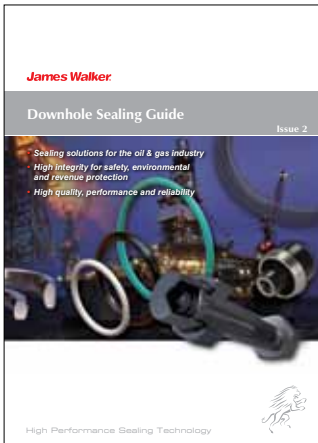 James Walker
Downhole Sealing Guide
Issue 2
• Sealing solutions for the oil & gas industry
• High integrity for safety, environmental
and revenue protection
• High quality, performance and reliability
High Performance Sealing Technology